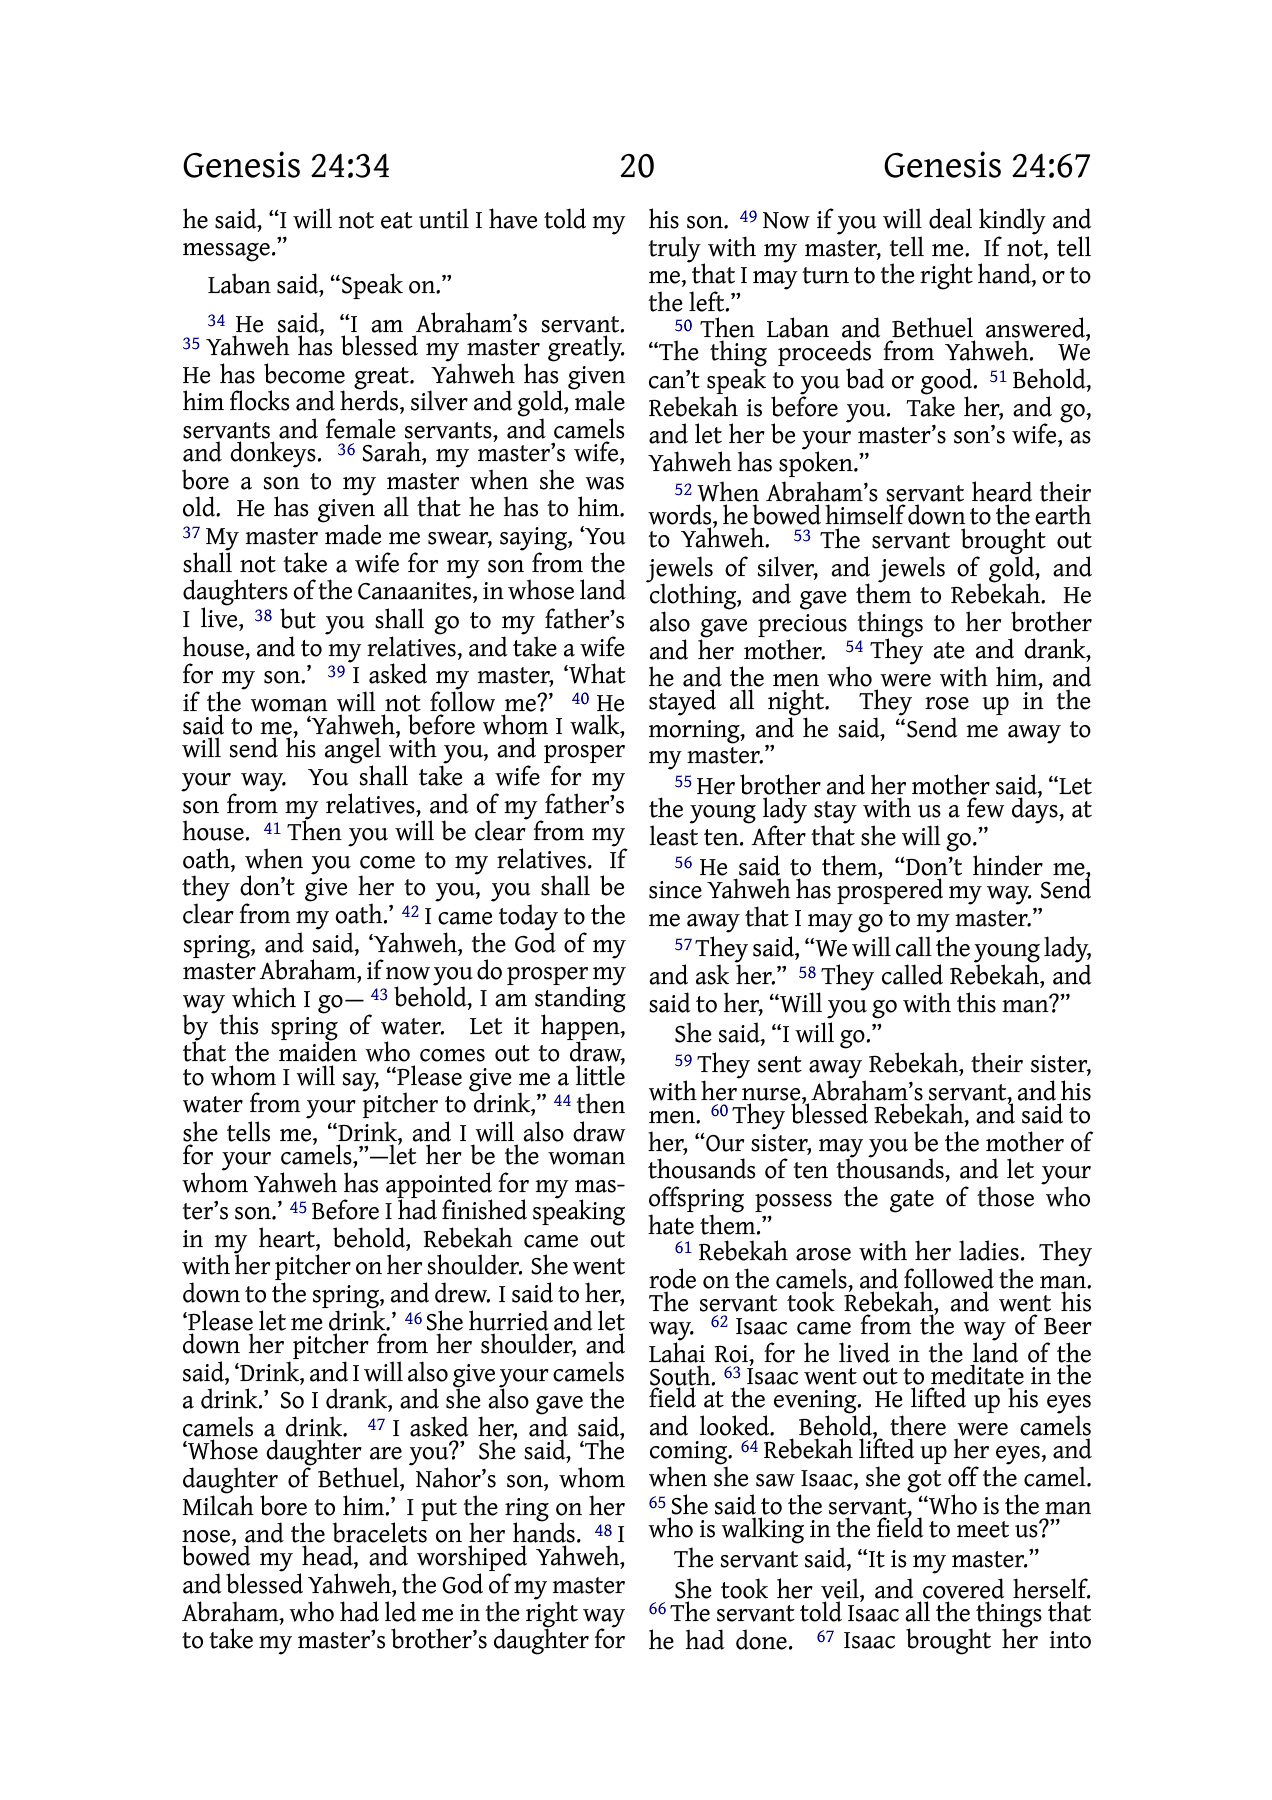 Genesis 24:34 20 Genesis 24:67
he said, “I will not eat until I have told my
message.”
Laban said, “Speak on.”
34 He said, “I am Abraham’s servant.
35 Yahweh has blessed my master greatly.
He has become great. Yahweh has given
him flocks and herds, silver and gold, male
servants and female servants, and camels
and donkeys. 36 Sarah, my master’s wife,
bore a son to my master when she was
old. He has given all that he has to him.
37 My master made me swear, saying, ‘You
shall not take a wife for my son from the
daughters of the Canaanites, in whose land
I live, 38 but you shall go to my father’s
house, and to my relatives, and take a wife
for my son.’ 39 I asked my master, ‘What
if the woman will not follow me?’ 40 He
said to me, ‘Yahweh, before whom I walk,
will send his angel with you, and prosper
your way. You shall take a wife for my
son from my relatives, and of my father’s
house. 41 Then you will be clear from my
oath, when you come to my relatives. If
they don’t give her to you, you shall be
clear from my oath.’ 42 I came today to the
spring, and said, ‘Yahweh, the God of my
master Abraham, if now you do prosper my
way which I go— 43 behold, I am standing
by this spring of water. Let it happen,
that the maiden who comes out to draw,
to whom I will say, “Please give me a little
water from your pitcher to drink,” 44 then
she tells me, “Drink, and I will also draw
for your camels,”—let her be the woman
whom Yahweh has appointed for my mas-
ter’s son.’ 45 Before I had finished speaking
in my heart, behold, Rebekah came out
with her pitcher on her shoulder. She went
down to the spring, and drew. I said to her,
‘Please let me drink.’ 46 She hurried and let
down her pitcher from her shoulder, and
said, ‘Drink, and I will also give your camels
a drink.’ So I drank, and she also gave the
camels a drink. 47 I asked her, and said,
‘Whose daughter are you?’ She said, ‘The
daughter of Bethuel, Nahor’s son, whom
Milcah bore to him.’ I put the ring on her
nose, and the bracelets on her hands. 48 I
bowed my head, and worshiped Yahweh,
and blessed Yahweh, the God of my master
Abraham, who had led me in the right way
to take my master’s brother’s daughter for
his son. 49 Now if you will deal kindly and
truly with my master, tell me. If not, tell
me, that I may turn to the right hand, or to
the left.”
50 Then Laban and Bethuel answered,
“The thing proceeds from Yahweh. We
can’t speak to you bad or good. 51 Behold,
Rebekah is before you. Take her, and go,
and let her be your master’s son’s wife, as
Yahweh has spoken.”
52 When Abraham’s servant heard their
words, he bowed himself down to the earth
to Yahweh. 53 The servant brought out
jewels of silver, and jewels of gold, and
clothing, and gave them to Rebekah. He
also gave precious things to her brother
and her mother. 54 They ate and drank,
he and the men who were with him, and
stayed all night. They rose up in the
morning, and he said, “Send me away to
my master.”
55 Her brother and her mother said, “Let
the young lady stay with us a few days, at
least ten. After that she will go.”
56 He said to them, “Don’t hinder me,
since Yahweh has prospered my way. Send
me away that I may go to my master.”
57 They said, “We will call the young lady,
and ask her.” 58 They called Rebekah, and
said to her, “Will you go with this man?”
She said, “I will go.”
59 They sent away Rebekah, their sister,
with her nurse, Abraham’s servant, and his
men. 60 They blessed Rebekah, and said to
her, “Our sister, may you be the mother of
thousands of ten thousands, and let your
offspring possess the gate of those who
hate them.”
61 Rebekah arose with her ladies. They
rode on the camels, and followed the man.
The servant took Rebekah, and went his
way. 62 Isaac came from the way of Beer
Lahai Roi, for he lived in the land of the
South. 63 Isaac went out to meditate in the
field at the evening. He lifted up his eyes
and looked. Behold, there were camels
coming. 64 Rebekah lifted up her eyes, and
when she saw Isaac, she got off the camel.
65 She said to the servant, “Who is the man
who is walking in the field to meet us?”
The servant said, “It is my master.”
She took her veil, and covered herself.
66 The servant told Isaac all the things that
he had done. 67 Isaac brought her into